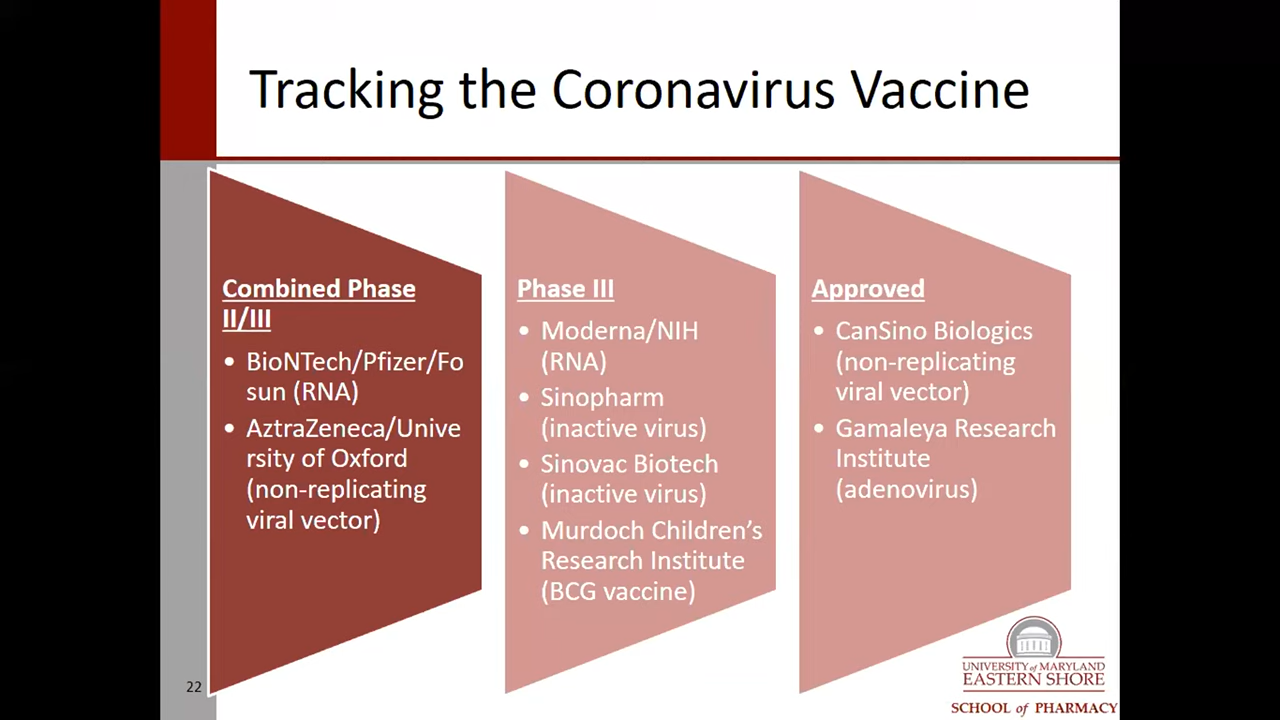 Tracking the Coronavirus Vaccine
Combined Phase
II/III
• BioNTech/Pfizer/Fo
sun (RNA)
• AztraZeneca/Unive
rsity of Oxford
(non-replicating
viral vector)
Phase III
• Moderna/NIH
(RNA)
• Sinopharm
(inactive virus)
• Sinovac Biotech
(inactive virus)
• Murdoch Children’s
Research Institute
(BCG vaccine)
Approved
• CanSino Biologics
(non-replicating
viral vector)
• Gamaleya Research
Institute
(adenovirus)
22
UNIVERSITY of MARYLAND
EASTERN SHORE
SCHOOL of PHARMACY